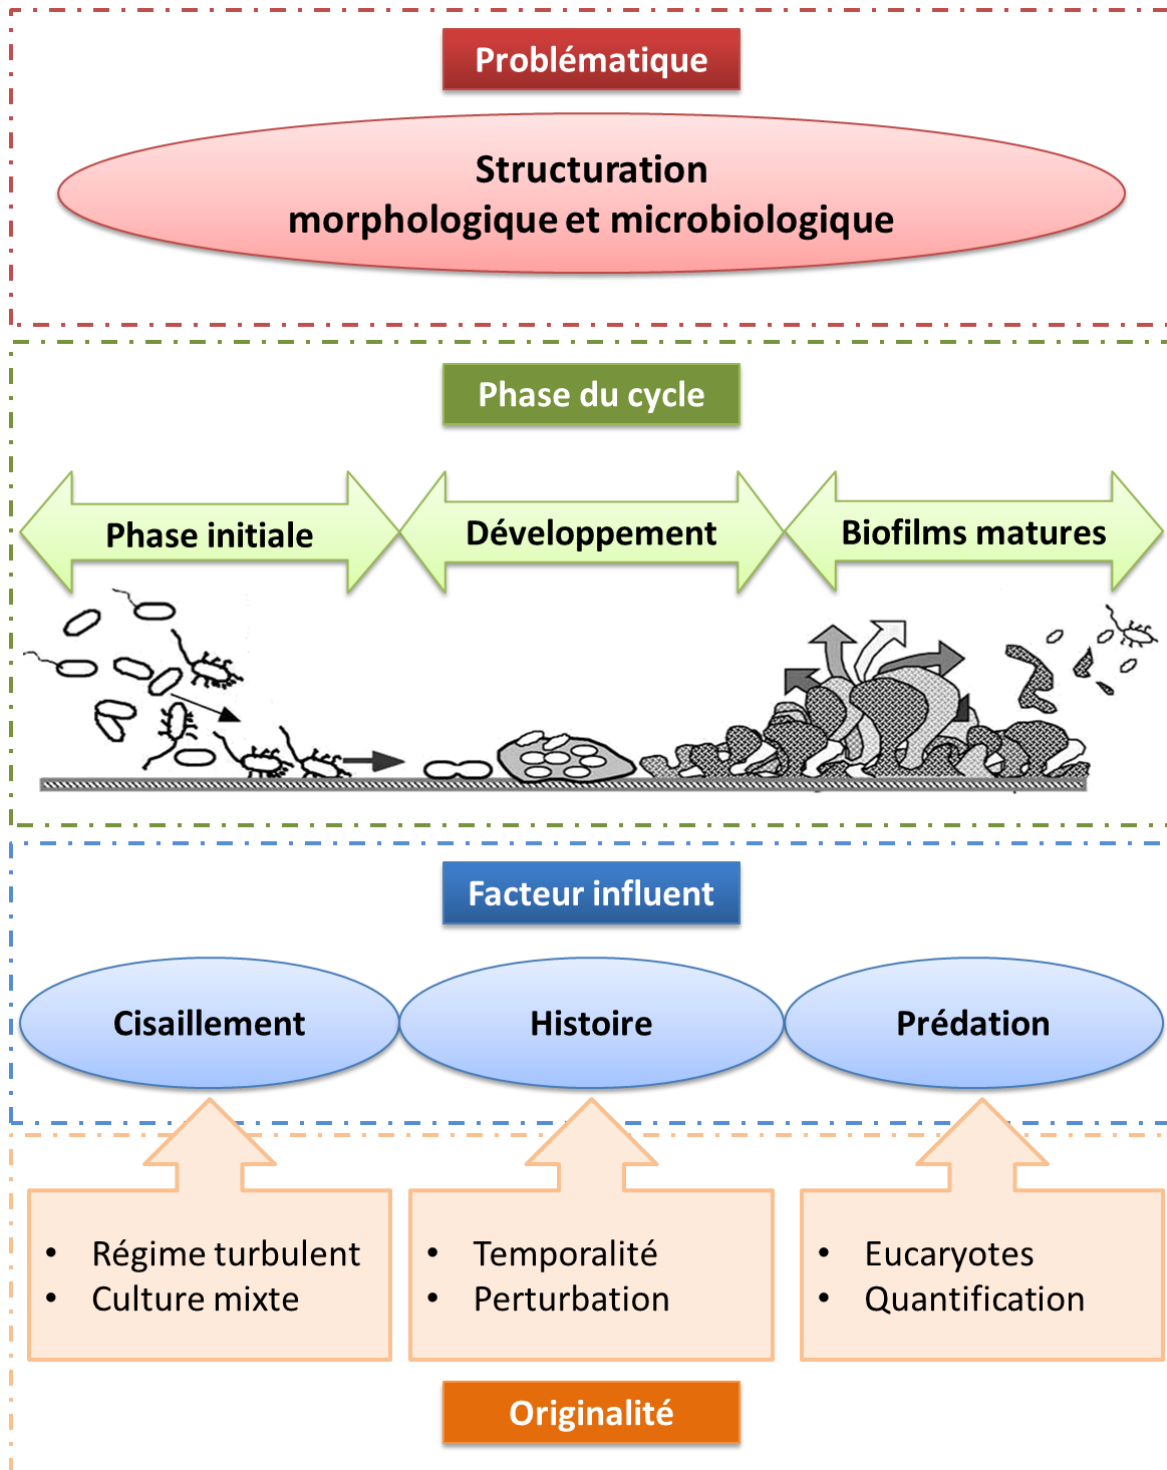 Problématique
Structuration
morphologique et microbiologique
Phase du cycle
Phase initiale
Développement
Biofilms matures
Facteur influent
Cisaillement
Histoire
Prédation
• Régime turbulent
• Culture mixte
• Temporalité
• Perturbation
• Eucaryotes
• Quantification
Originalité